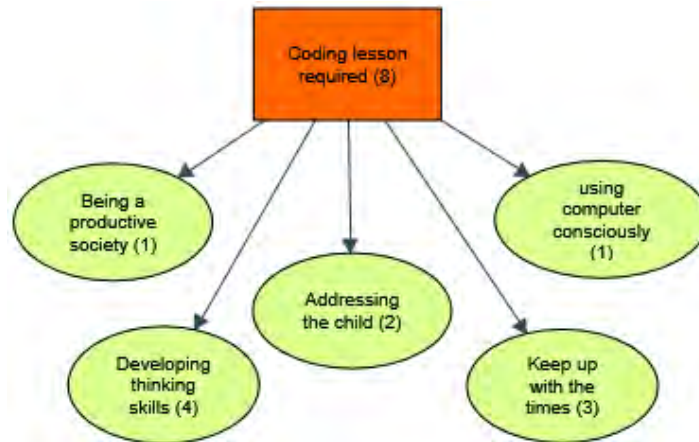 Coding lesson
required (8)
Being a
productive
society (1)
using
computer
consciously
(1)
Addressing
the child (2)
Developing
thinking
skills (4)
Keep up
with the
times (3)